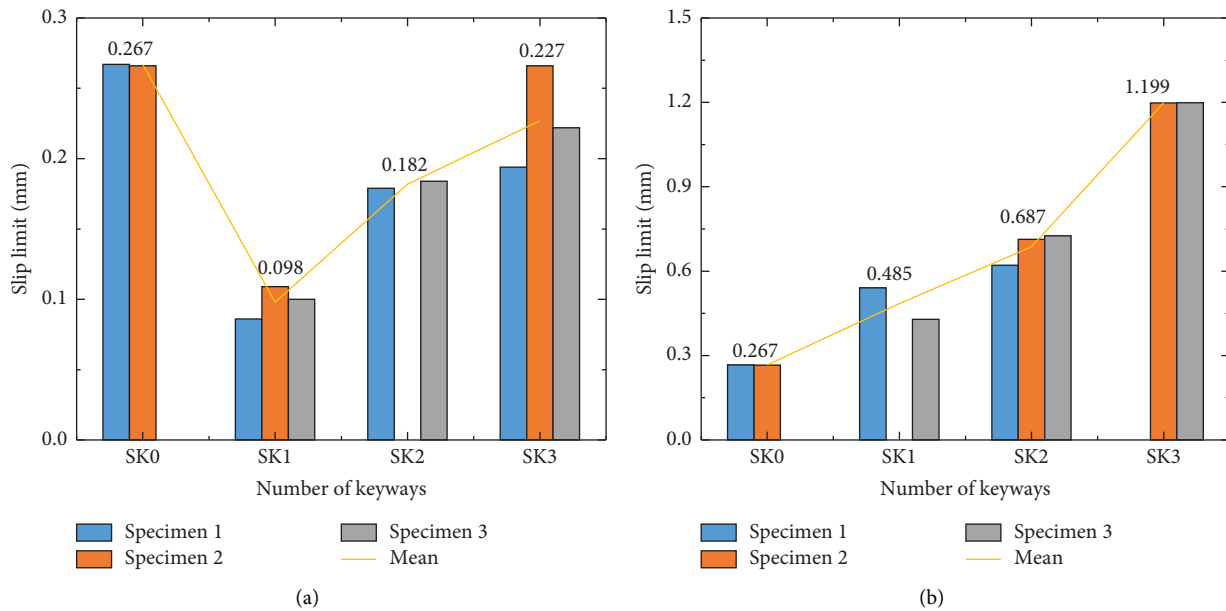 0.3
0.2
0.1
0.0
Slip limit (mm)
0.267
0.098
0.182
0.227
SK0 SK1 SK2 SK3
Number of keyways
Specimen 1 Specimen 3
Specimen 2 Mean
(a)
1.5
1.2
0.9
0.6
0.3
0.0
Slip limit (mm)
0.267
0.485
0.687
1.199
SK0 SK1 SK2 SK3
Number of keyways
Specimen 1 Specimen 3
Specimen 2 Mean
(b)